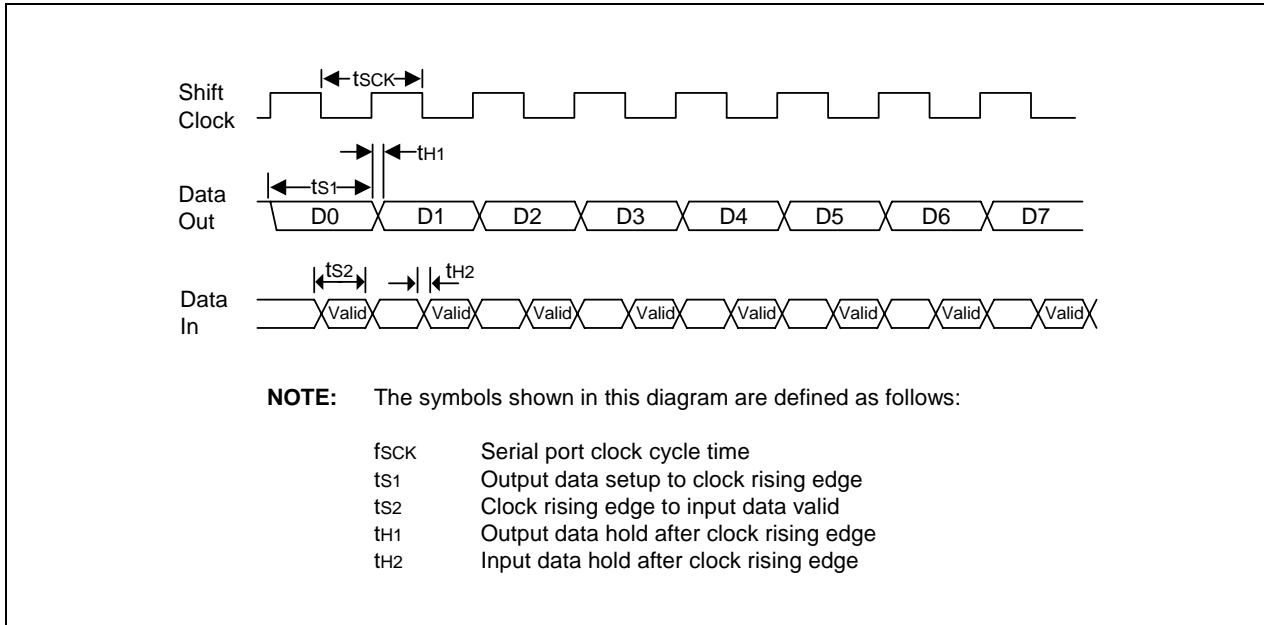 tSCK
Shift
Clock
tH1
tS1
Data
Out
D0 D1 D2 D3 D4 D5 D6 D7
tS2
tH2
Data
In
Valid Valid Valid Valid Valid Valid Valid Valid
NOTE: The symbols shown in this diagram are defined as follows:
fSCK Serial port clock cycle time
tS1 Output data setup to clock rising edge
tS2 Clock rising edge to input data valid
tH1 Output data hold after clock rising edge
tH2 Input data hold after clock rising edge